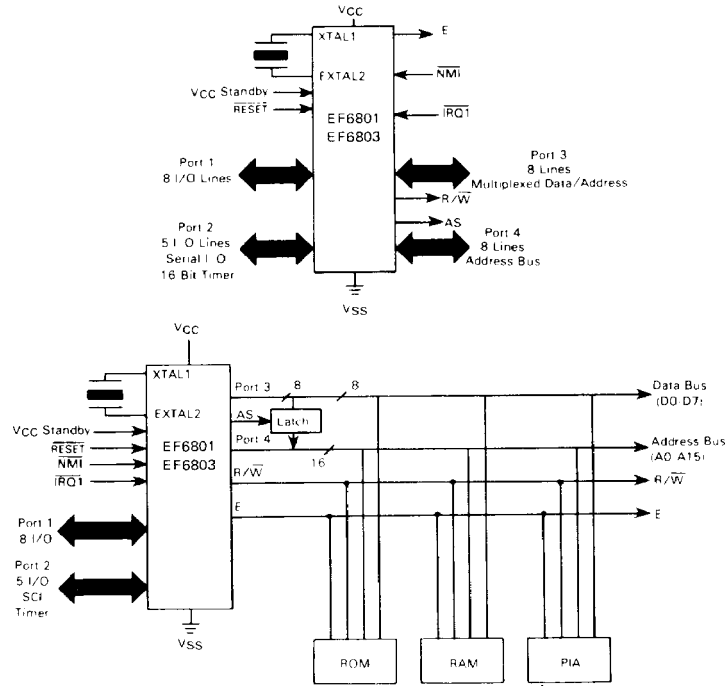 VCC
XTAL1
E
EXTAL2
NMI
VCC Standby
RESET
IRQ1
EF6801
EF6803
Port 1
8 I/O Lines
Port 3
8 Lines
Multiplexed Data/Address
R/W
AS
Port 2
5 I O Lines
Serial I O
16 Bit Timer
Port 4
8 Lines
Address Bus
VSS
VCC
XTAL1
Port 3
8
8
Data Bus
(D0-D7)
EXTAL2
AS
Latch
VCC Standby
RESET
NMI
IRQ1
EF6801
EF6803
Port 4
16
Address Bus
(A0-A15)
R/W
R/W
E
E
Port 1
8 I/O
Port 2
5 I/O
SCI
Timer
VSS
ROM
RAM
PIA